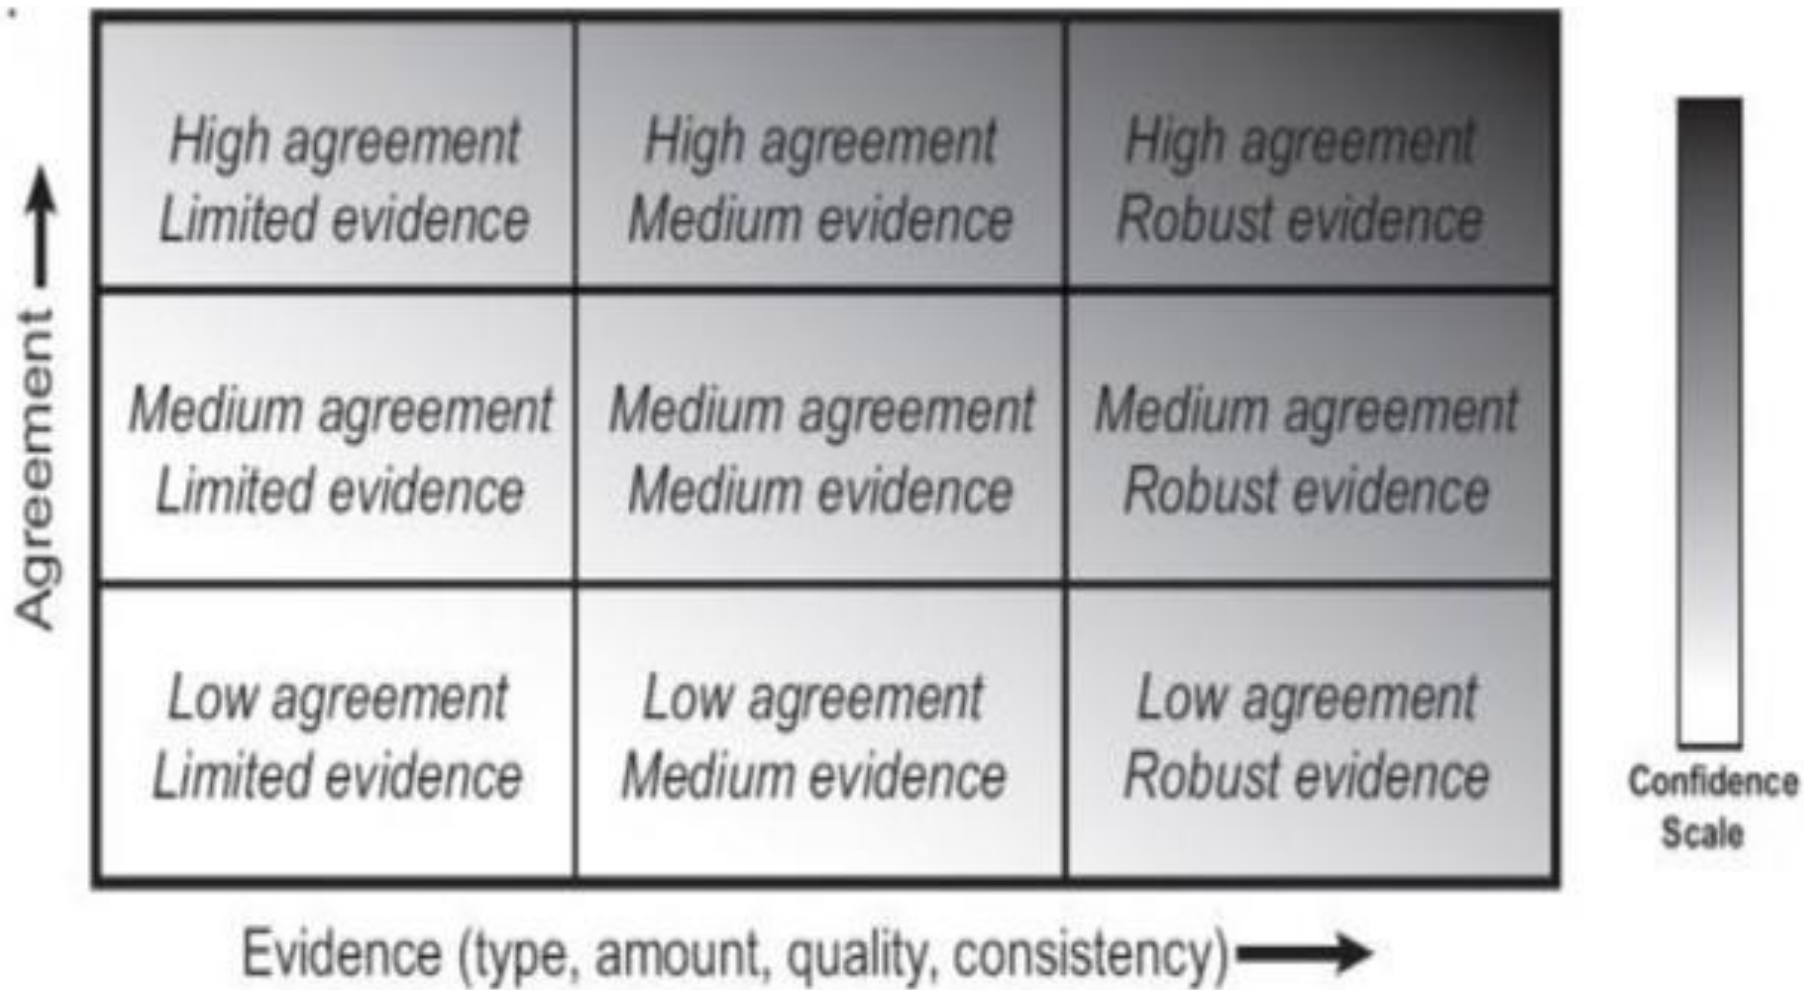 High agreement
Limited evidence
High agreement
Medium evidence
High agreement
Robust evidence
Agreement
Medium agreement
Limited evidence
Medium agreement
Medium evidence
Medium agreement
Robust evidence
Low agreement
Limited evidence
Low agreement
Medium evidence
Low agreement
Robust evidence
Confidence
Scale
Evidence (type, amount, quality, consistency)